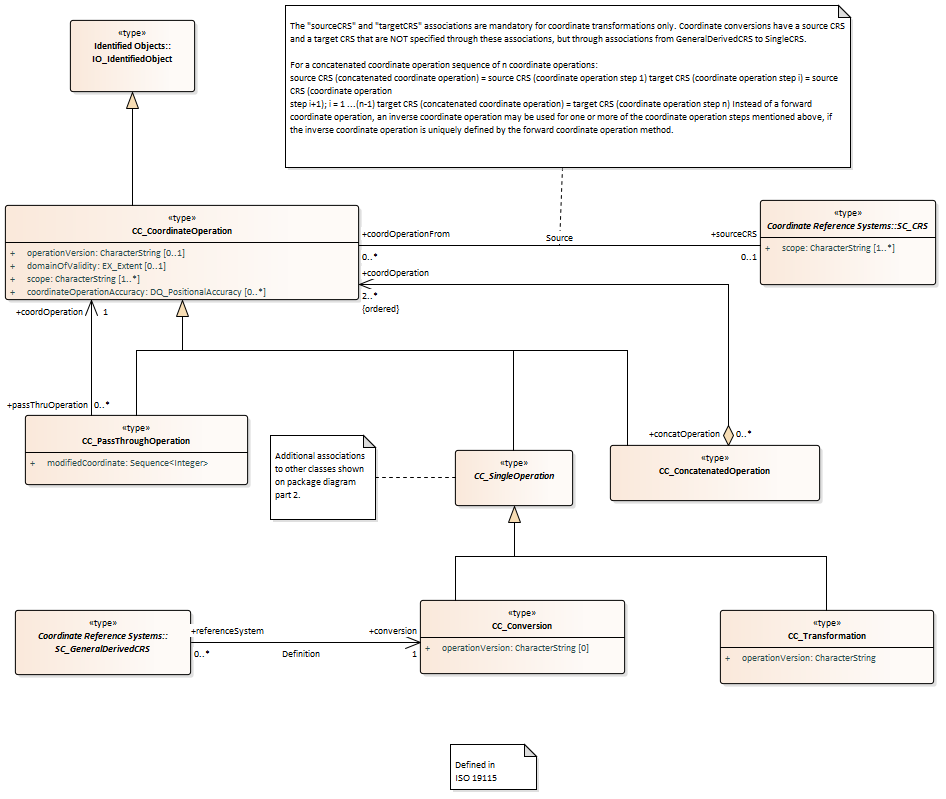 «type»
Identified Objects::
IO_IdentifiedObject
The "sourceCRS" and "targetCRS" associations are mandatory for coordinate transformations only. Coordinate conversions have a source CRS
and a target CRS that are NOT specified through these associations, but through associations from GeneralDerivedCRS to SingleCRS.
For a concatenated coordinate operation sequence of n coordinate operations:
source CRS (concatenated coordinate operation) = source CRS (coordinate operation step 1) target CRS (coordinate operation step i) = source
CRS (coordinate operation
step i+1); i = 1 ...(n-1) target CRS (concatenated coordinate operation) = target CRS (coordinate operation step n) Instead of a forward
coordinate operation, an inverse coordinate operation may be used for one or more of the coordinate operation steps mentioned above, if
the inverse coordinate operation is uniquely defined by the forward coordinate operation method.
«type»
CC_CoordinateOperation
+ operationVersion: CharacterString [0..1]
+ domainOfValidity: EX_Extent [0..1]
+ scope: CharacterString [1..*]
+ coordinateOperationAccuracy: DQ_PositionalAccuracy [0..*]
+coordOperationFrom
0..*
Source
+sourceCRS
0..1
«type»
Coordinate Reference Systems::SC_CRS
+ scope: CharacterString [1..*]
+coordOperation
2..*
{ordered}
+coordOperation 1
+passThruOperation 0..*
«type»
CC_PassThroughOperation
+ modifiedCoordinate: Sequence<Integer>
Additional associations
to other classes shown
on package diagram
part 2.
«type»
CC_SingleOperation
+concatOperation 0..*
«type»
CC_ConcatenatedOperation
«type»
Coordinate Reference Systems::
SC_GeneralDerivedCRS
+referenceSystem
0..*
Definition
+conversion
1
«type»
CC_Conversion
+ operationVersion: CharacterString [0]
«type»
CC_Transformation
+ operationVersion: CharacterString
Defined in
ISO 19115